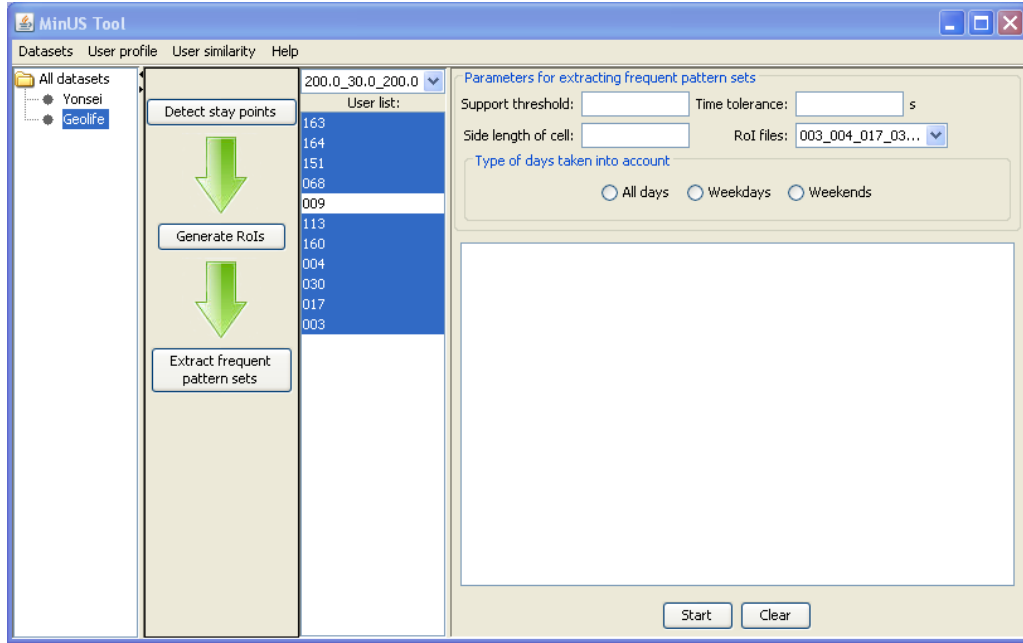 MinUS Tool
Datasets User profile User similarity Help
All datasets
Yonsei
Geolife
Detect stay points
Generate RoIs
Extract frequent
pattern sets
200.0_30.0_200.0
User list:
163
164
151
068
009
113
160
004
030
017
003
Parameters for extracting frequent pattern sets
Support threshold: Time tolerance: s
Side length of cell: RoI files: 003_004_017_03...
Type of days taken into account
All days Weekdays Weekends
Start Clear